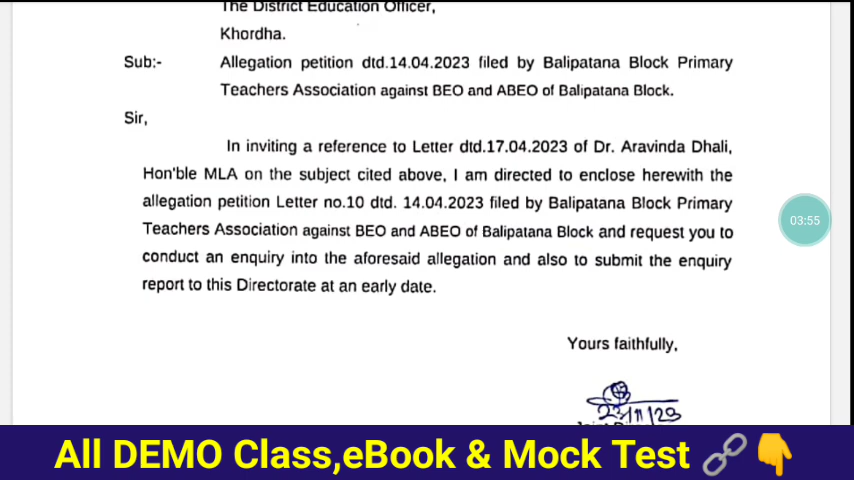 The District Education Officer,
Khordha.
Sub:- Allegation petition dtd.14.04.2023 filed by Balipatana Block Primary
Teachers Association against BEO and ABEO of Balipatana Block.
Sir,
In inviting a reference to Letter dtd.17.04.2023 of Dr. Aravinda Dhali,
Hon'ble MLA on the subject cited above, I am directed to enclose herewith the
allegation petition Letter no.10 dtd. 14.04.2023 filed by Balipatana Block Primary
Teachers Association against BEO and ABEO of Balipatana Block and request you to
conduct an enquiry into the aforesaid allegation and also to submit the enquiry
report to this Directorate at an early date.
03:55
Yours faithfully,
23/11/23
All DEMO Class,eBook & Mock Test